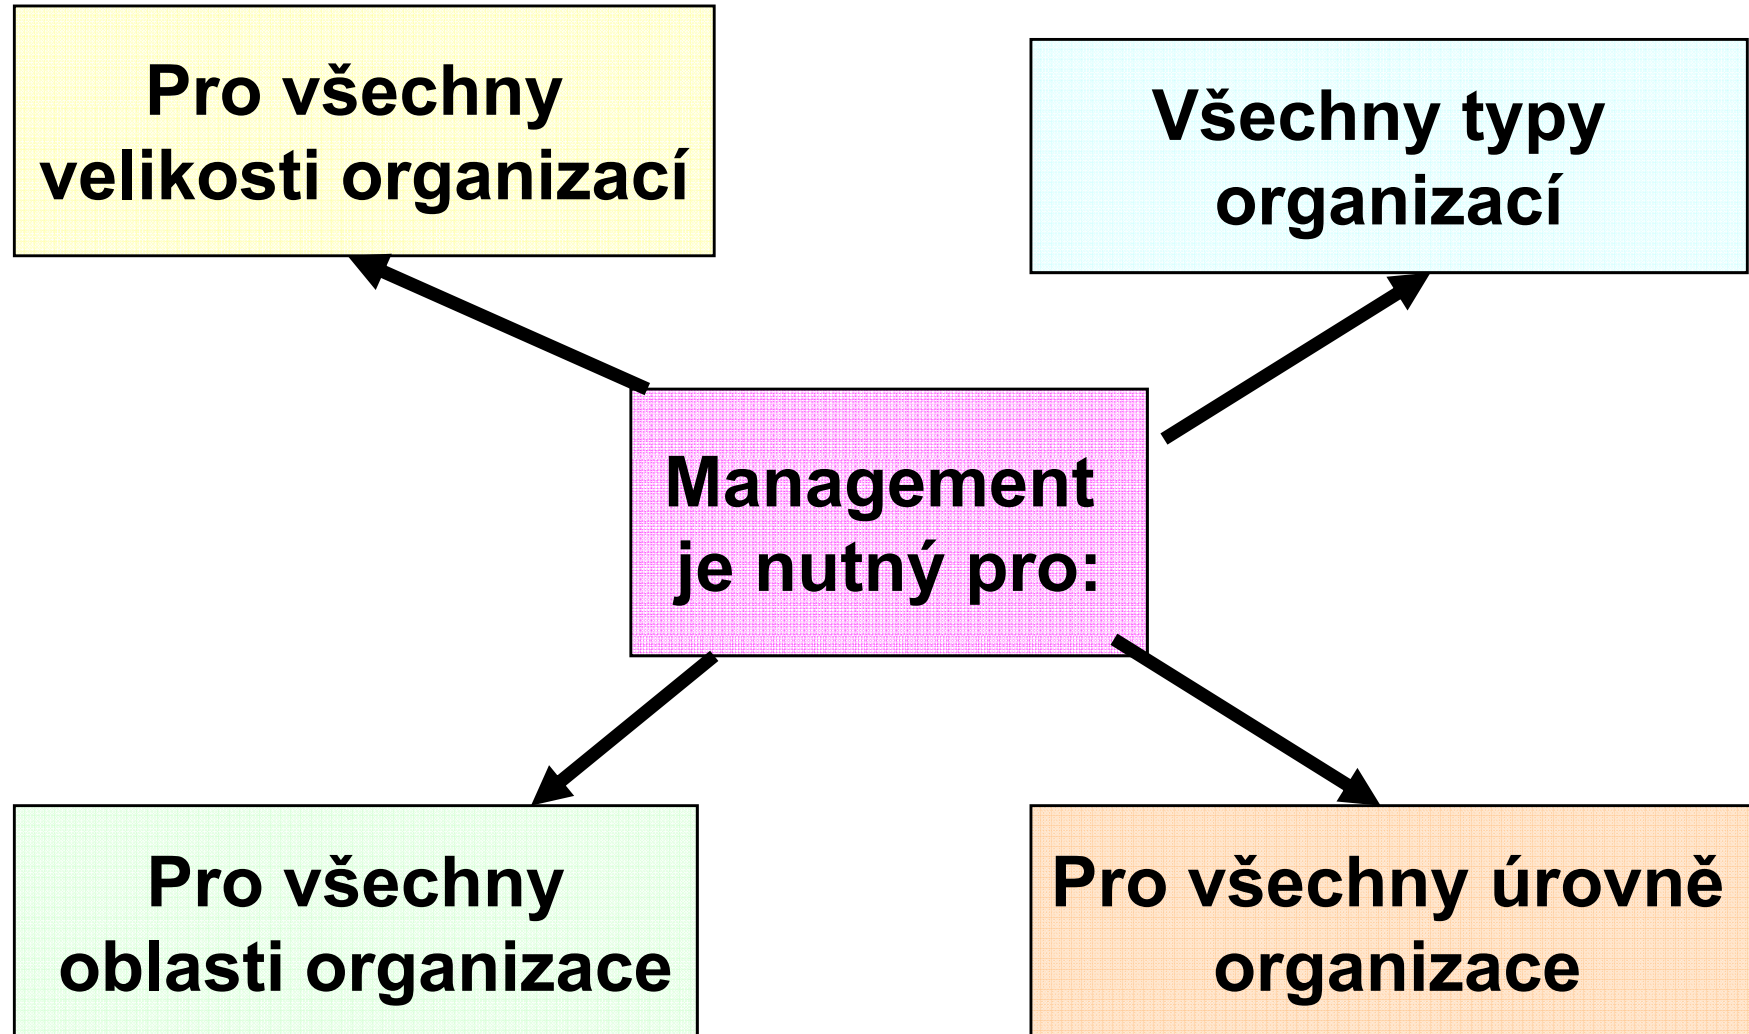 Pro všechny
velikosti organizací
Všechny typy
organizací
Management
je nutný pro:
Pro všechny
oblasti organizace
Pro všechny úrovně
organizace